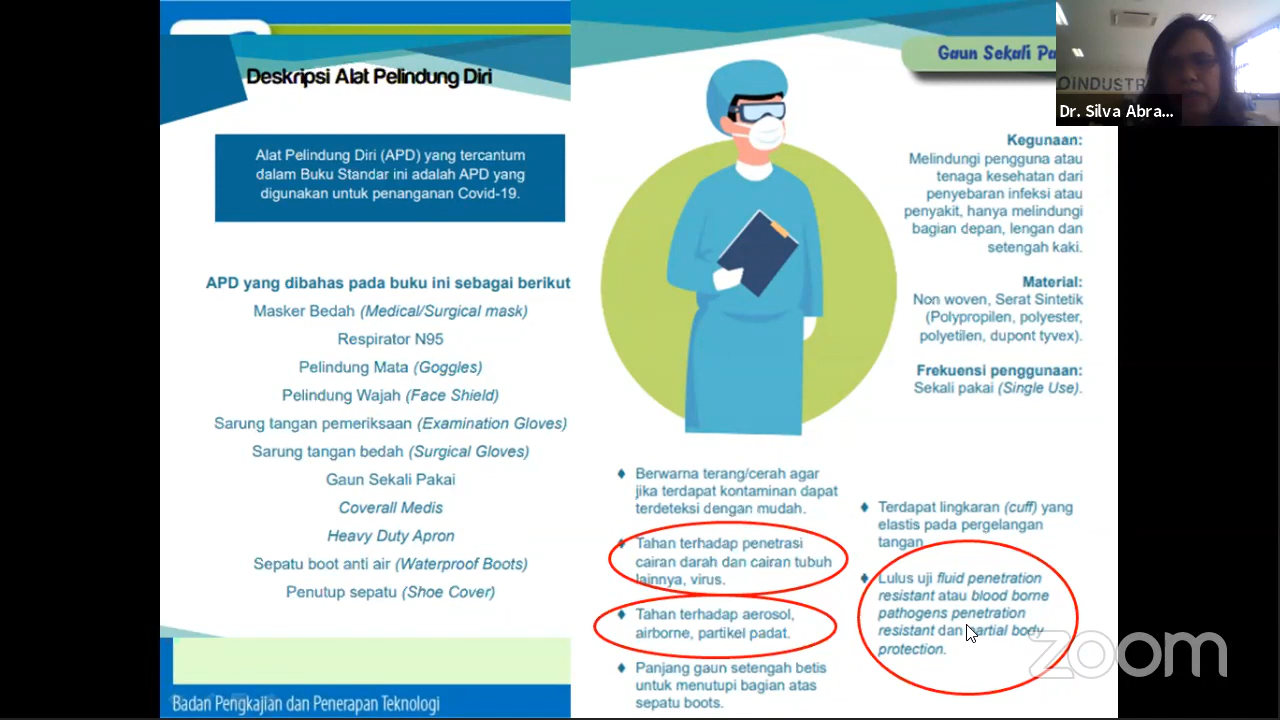 Deskripsi Alat Pelindung Diri
Alat Pelindung Diri (APD) yang tercantum
dalam Buku Standar ini adalah APD yang
digunakan untuk penanganan Covid-19.
APD yang dibahas pada buku ini sebagai berikut
Masker Bedah (Medical/Surgical mask)
Respirator N95
Pelindung Mata (Goggles)
Pelindung Wajah (Face Shield)
Sarung tangan pemeriksaan (Examination Gloves)
Sarung tangan bedah (Surgical Gloves)
Gaun Sekali Pakai
Coverall Medis
Heavy Duty Apron
Sepatu boot anti air (Waterproof Boots)
Penutup sepatu (Shoe Cover)
Badan Pengkajian dan Penerapan Teknologi
Gaun Sekali Pa
Kegunaan:
Melindungi pengguna atau
tenaga kesehatan dari
penyebaran infeksi atau
penyakit, hanya melindungi
bagian depan, lengan dan
setengah kaki.
Material:
Non woven, Serat Sintetik
(Polypropilen, polyester,
polyetilen, dupont tyvex).
Frekuensi penggunaan:
Sekali pakai (Single Use).
Berwarna terang/cerah agar
jika terdapat kontaminan dapat
terdeteksi dengan mudah.
Tahan terhadap penetrasi
cairan darah dan cairan tubuh
lainnya, virus.
Tahan terhadap aerosol,
airborne, partikel padat.
Panjang gaun setengah betis
untuk menutupi bagian atas
sepatu boots.
Terdapat lingkaran (cuff) yang
elastis pada pergelangan
tangan
Lulus uji fluid penetration
resistant atau blood borne
pathogens penetration
resistant dan partial body
protection.
OINDUSTR
Dr. Silva Abra...
zoom